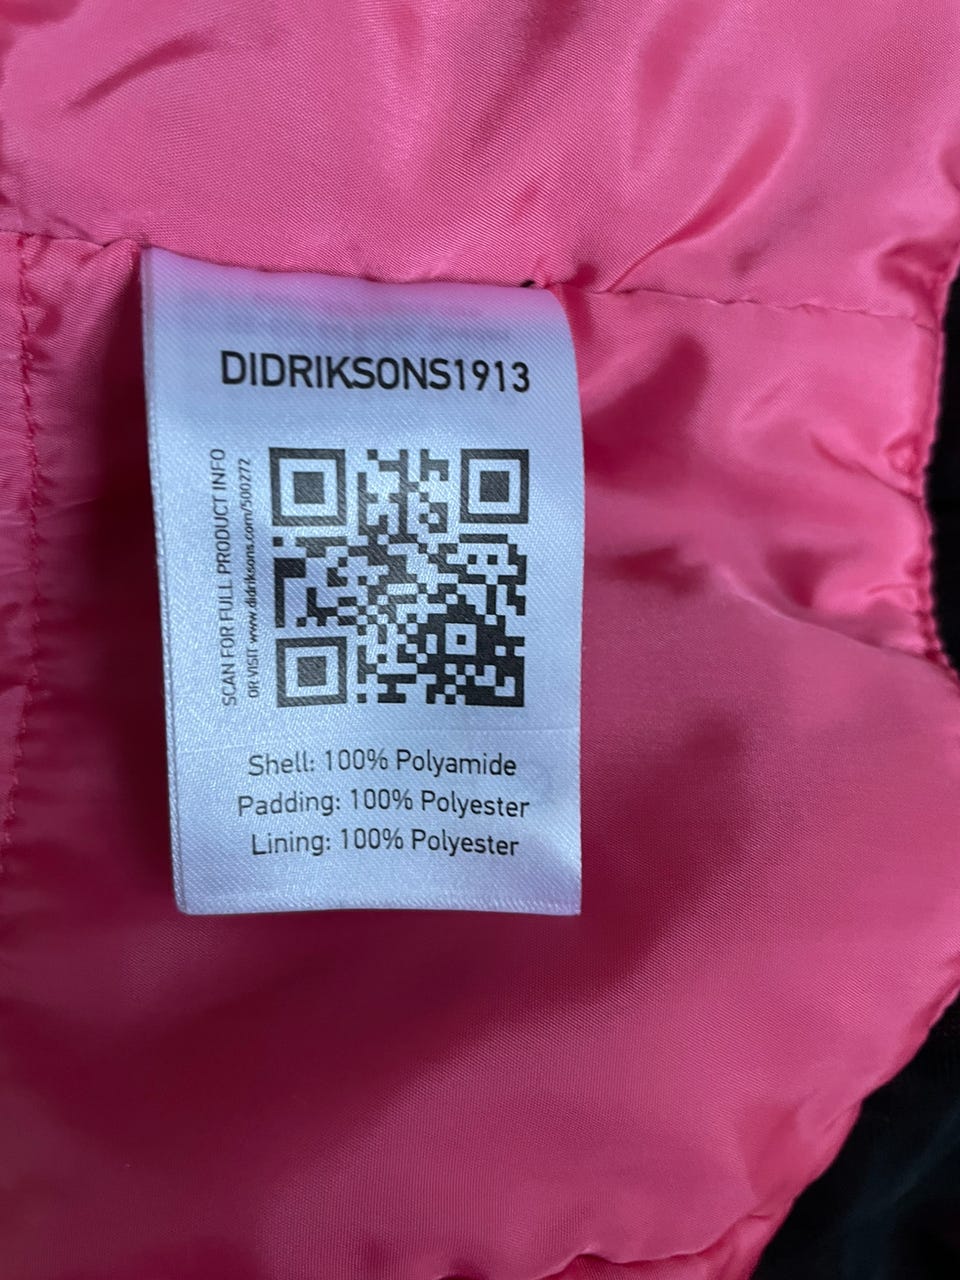 DIDRIKSONS1913
SCAN FOR FULL PRODUCT INFO
OR VISIT www.didriksons.com/500272
Shell: 100% Polyamide
Padding: 100% Polyester
Lining: 100% Polyester